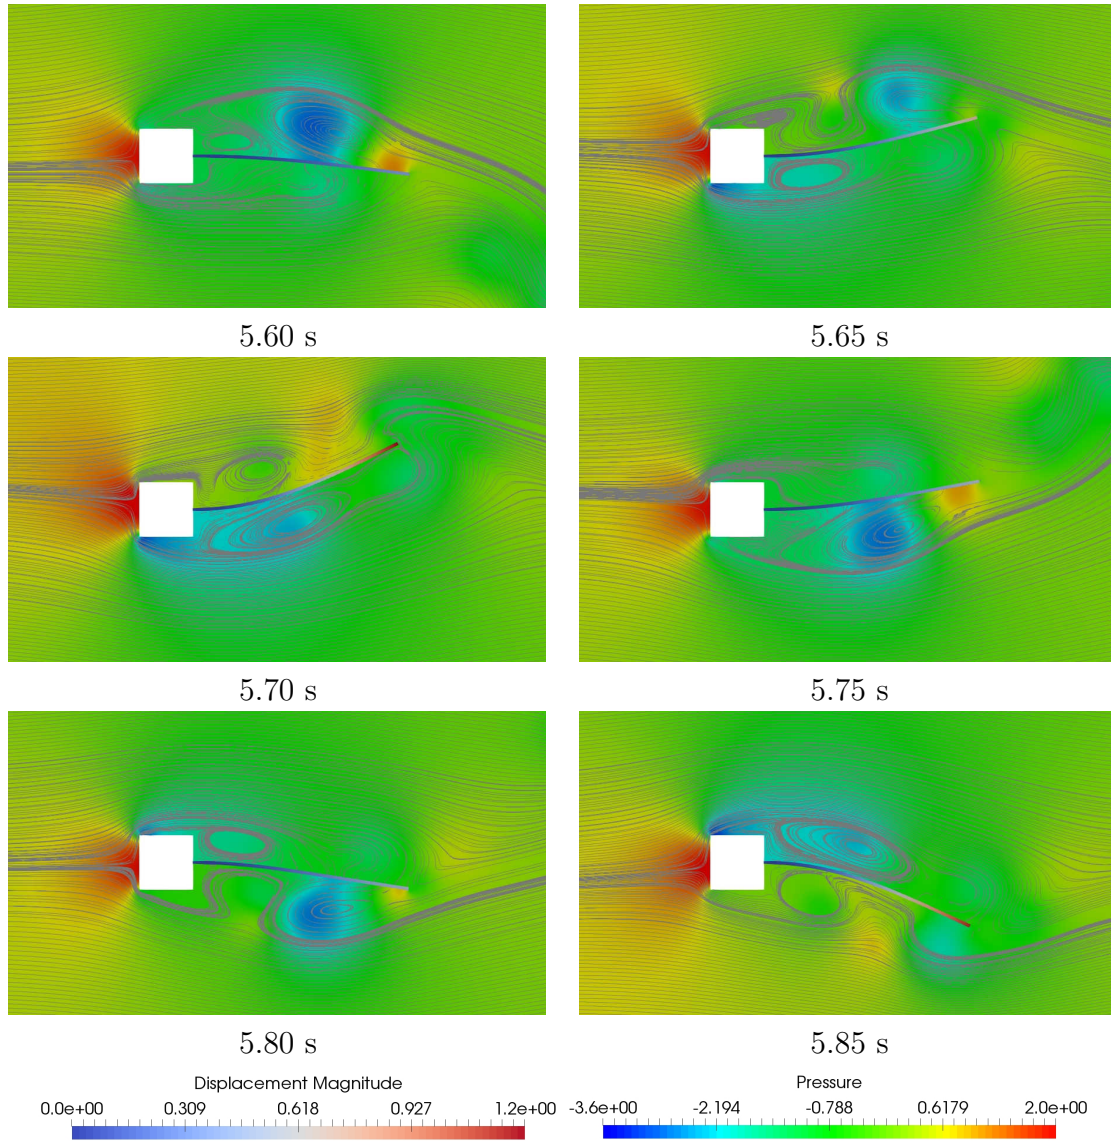 5.60 s 5.65 s
5.70 s 5.75 s
5.80 s 5.85 s
Displacement Magnitude Pressure
0.0e+00 0.309 0.618 0.927 1.2e+00 -3.6e+00 -2.194 -0.788 0.6179 2.0e+00